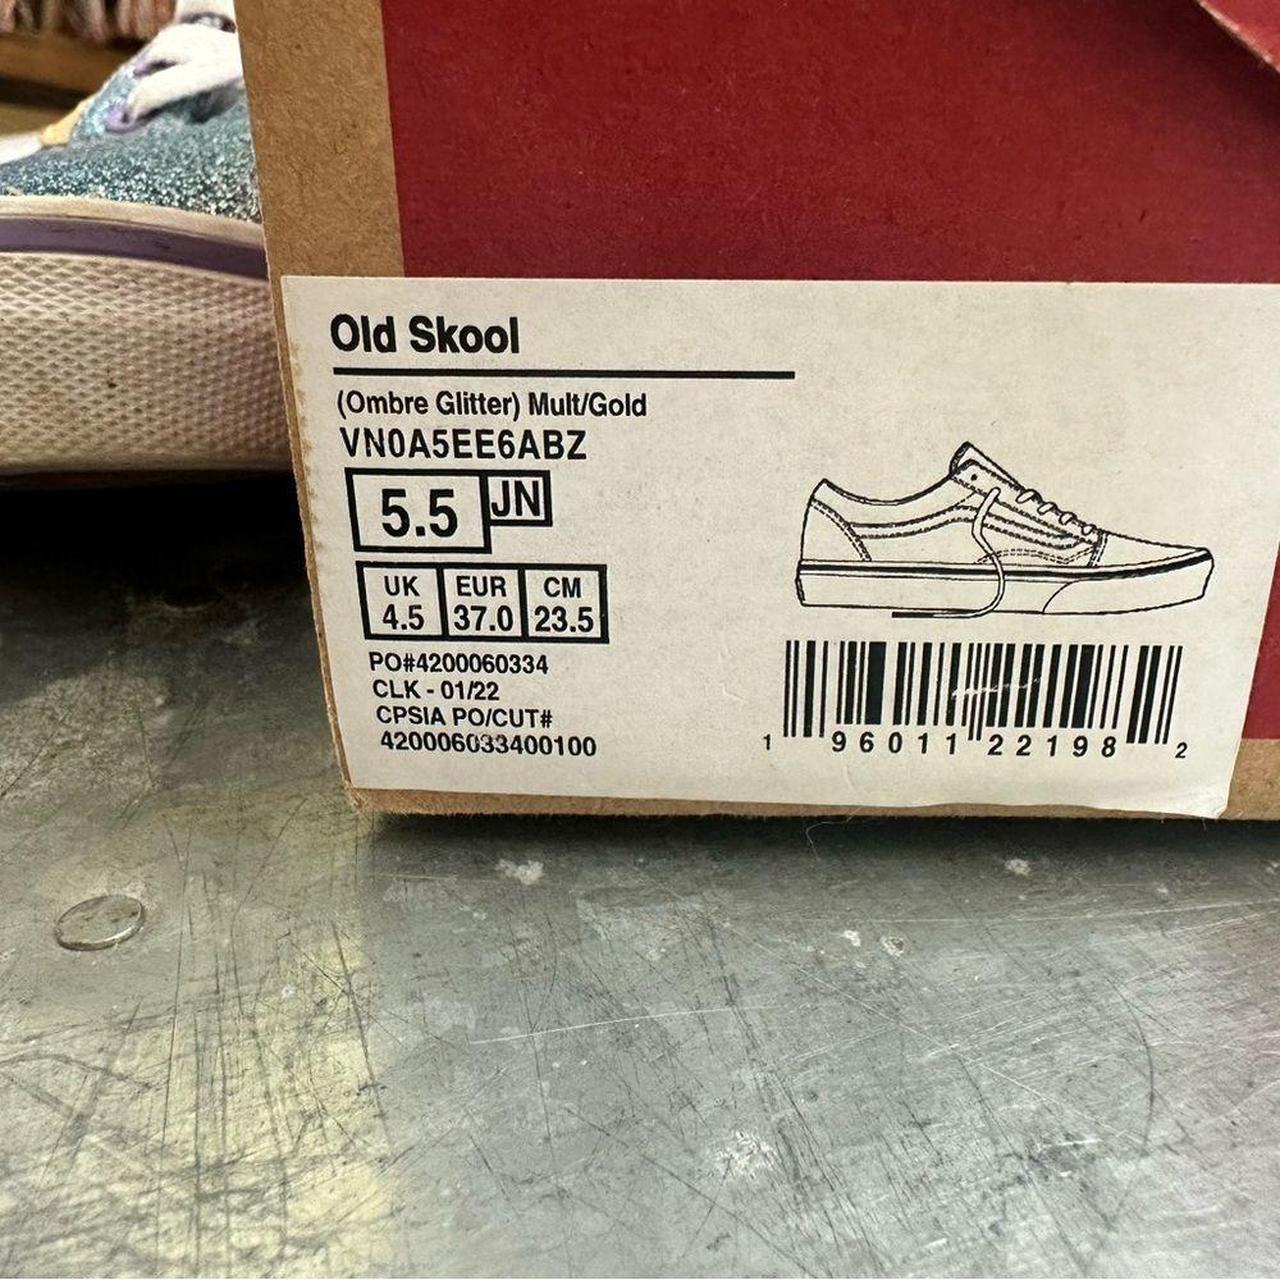 Old Skool
(Ombre Glitter) Mult/Gold
VN0A5EE6ABZ
5.5 JN
UK EUR CM
4.5 37.0 23.5
PO#4200060334
CLK - 01/22
CPSIA PO/CUT#
420006033400100
1 96011 22198 2